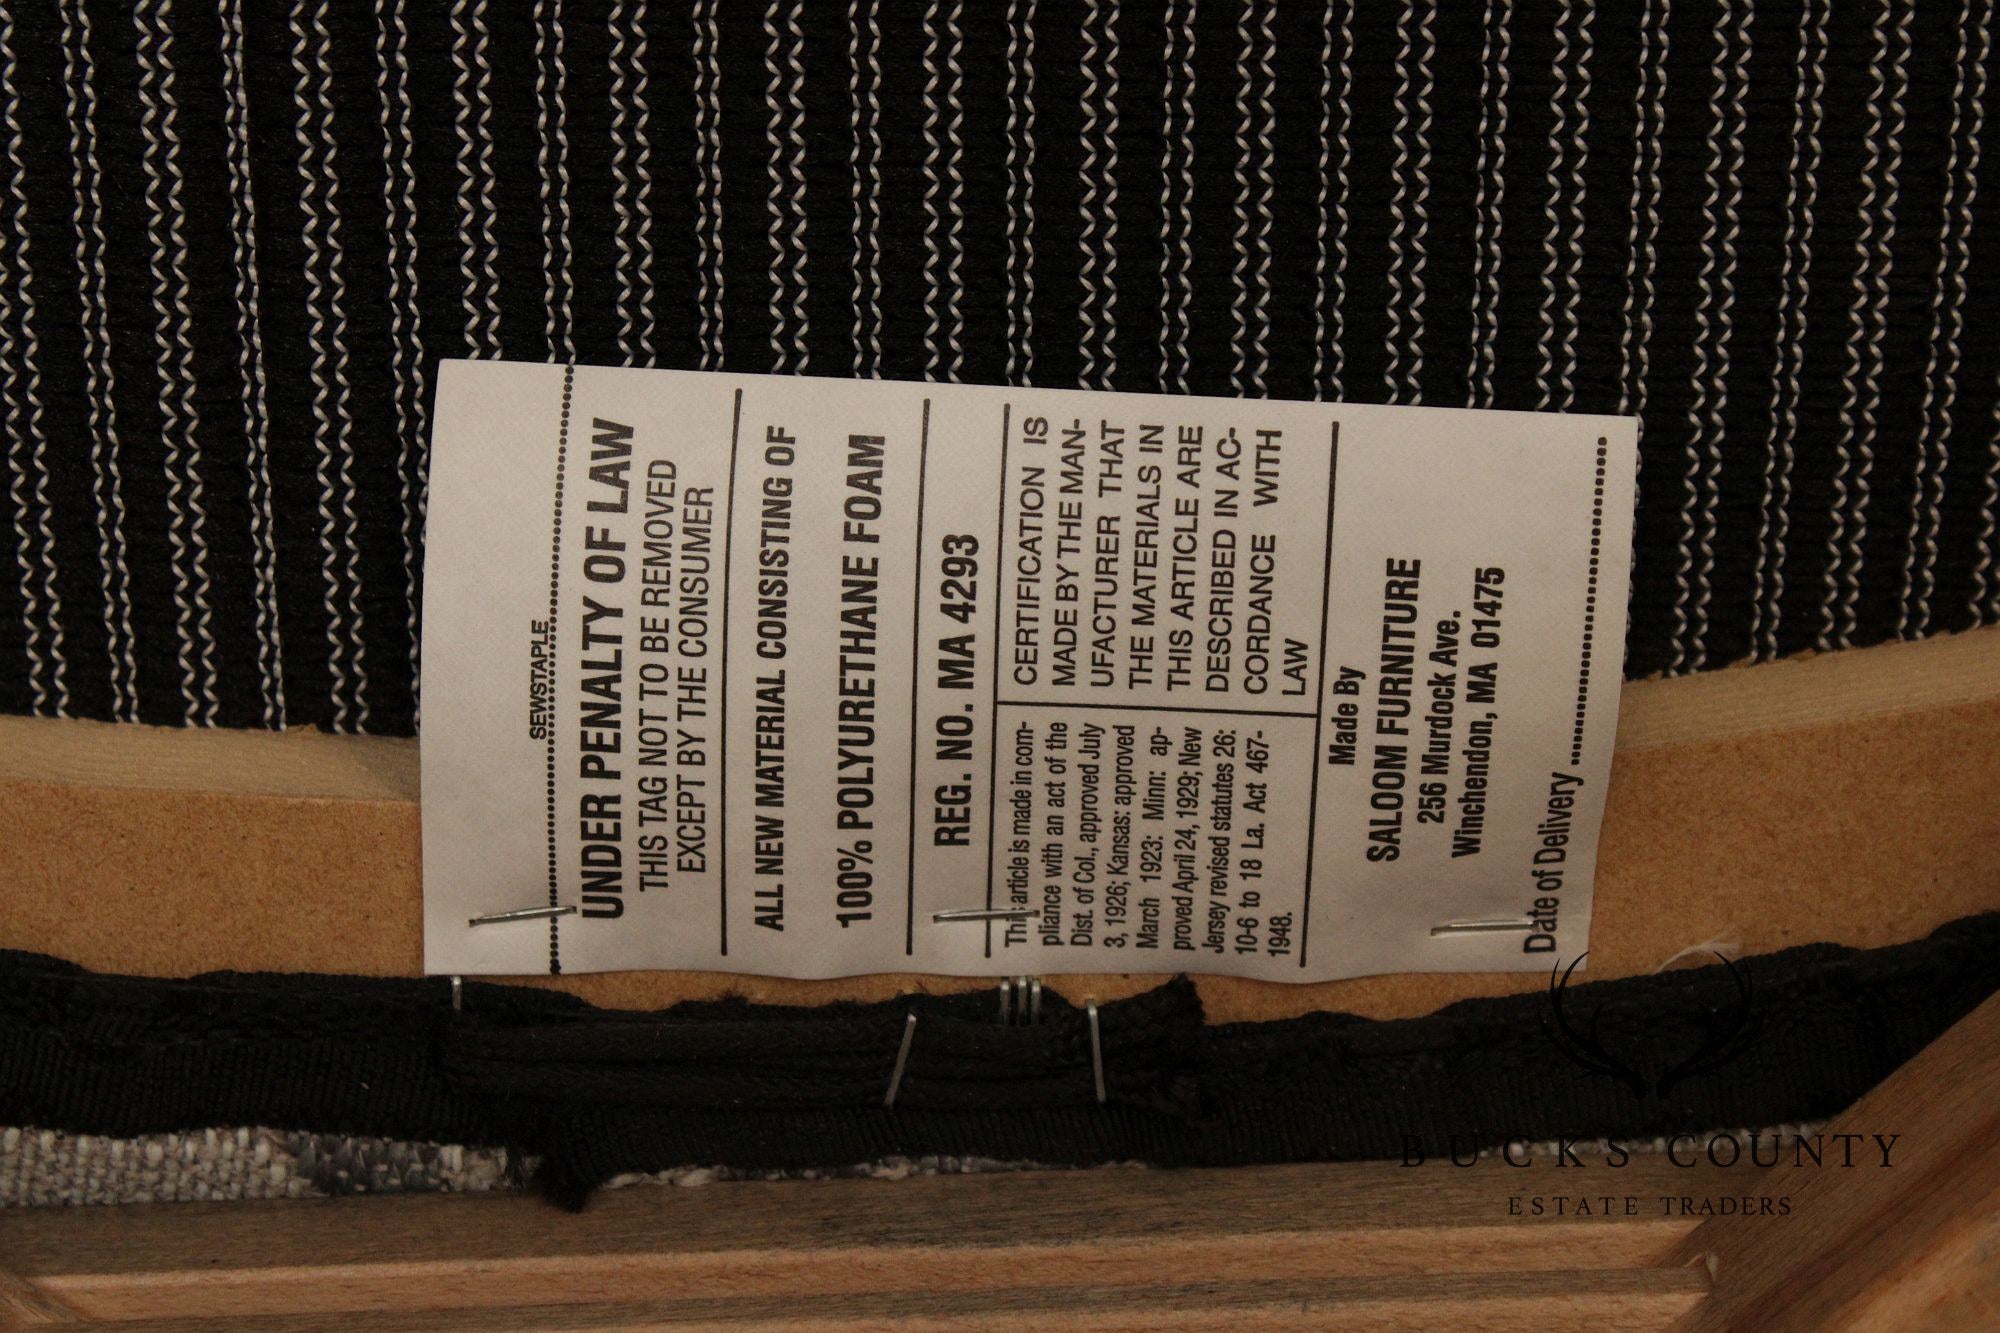 SEWSTAPLE
UNDER PENALTY OF LAW
THIS TAG NOT TO BE REMOVED
EXCEPT BY THE CONSUMER
ALL NEW MATERIAL CONSISTING OF
100% POLYURETHANE FOAM
REG. NO. MA 4293
This article is made in com-
pliance with an act of the
Dist. of Col., approved July
3, 1926; Kansas: approved
March 1923: Minn: ap-
proved April 24, 1929; New
Jersey revised statutes 26:
10-6 to 18 La. Act 467-
1948.
CERTIFICATION IS
MADE BY THE MAN-
UFACTURER THAT
THE MATERIALS IN
THIS ARTICLE ARE
DESCRIBED IN AC-
CORDANCE WITH
LAW
Made By
SALOOM FURNITURE
256 Murdock Ave.
Winchendon, MA 01475
Date of Delivery
BUCKS COUNTY
ESTATE TRADERS